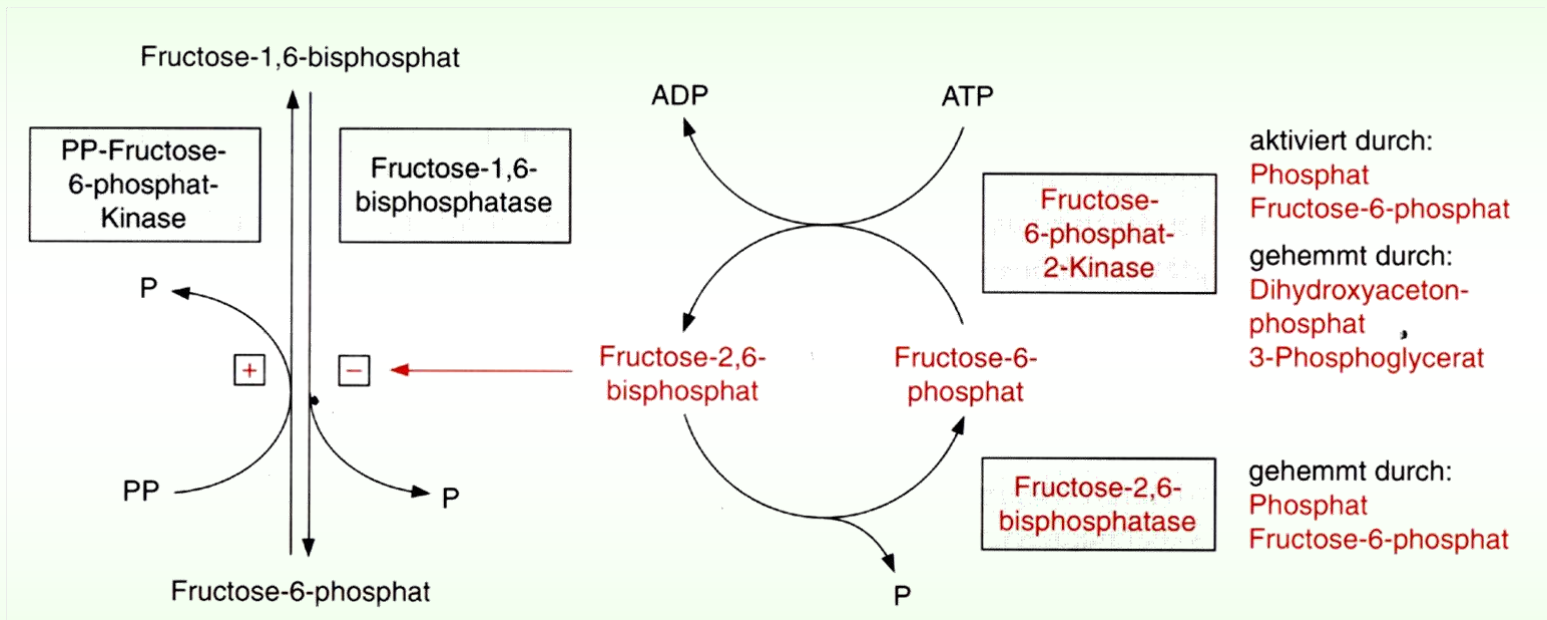 Fructose-1,6-bisphosphat
PP-Fructose-
6-phosphat-
Kinase
Fructose-1,6-
bisphosphatase
P
+
−
PP
P
Fructose-6-phosphat
ADP
ATP
Fructose-
6-phosphat-
2-Kinase
aktiviert durch:
Phosphat
Fructose-6-phosphat
gehemmt durch:
Dihydroxyaceton-
phosphat ,
3-Phosphoglycerat
Fructose-2,6-
bisphosphat
Fructose-6-
phosphat
Fructose-2,6-
bisphosphatase
gehemmt durch:
Phosphat
Fructose-6-phosphat
P